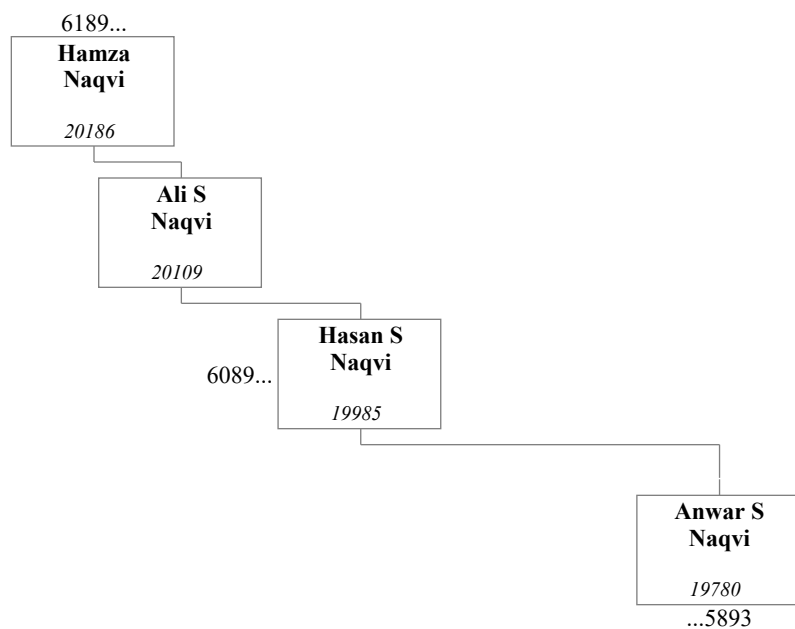 6189...
Hamza
Naqvi
20186
Ali S
Naqvi
20109
Hasan S
Naqvi
6089...
19985
Anwar S
Naqvi
19780
...5893